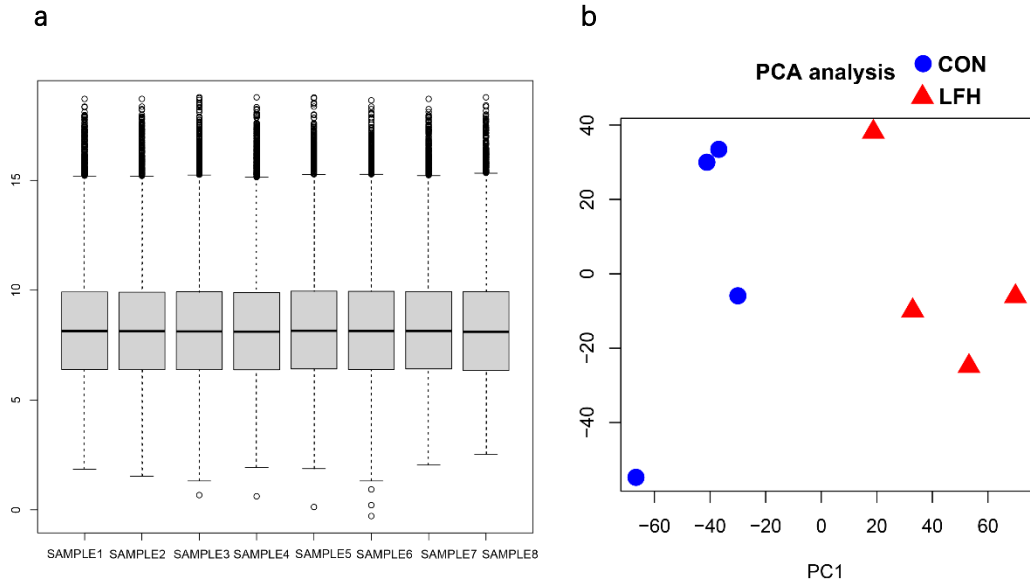 a
15
10
5
0
SAMPLE1 SAMPLE2 SAMPLE3 SAMPLE4 SAMPLE5 SAMPLE6 SAMPLE7 SAMPLE8
b
PCA analysis
CON
LFH
40
20
0
−20
−40
−60 −40 −20 0 20 40 60
PC1